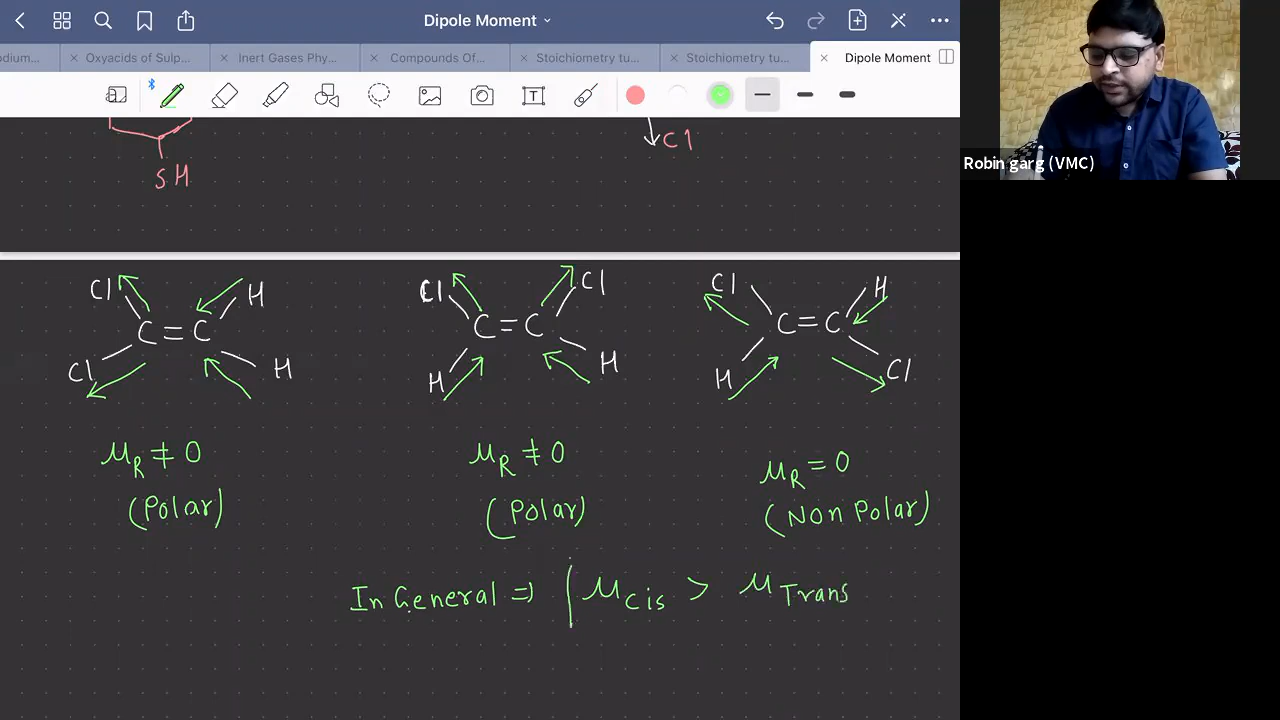 Dipole Moment
odium...
Oxyacids of Sulp...
Inert Gases Phy...
Compounds Of...
Stoichiometry tu...
Stoichiometry tu...
Dipole Moment
T
SH
Cl
Robin garg (VMC)
Cl H Cl Cl Cl H
C=C C=C C=C
Cl H H H H Cl
μR ≠ 0 μR ≠ 0 μR = 0
(Polar) (Polar) (Non Polar)
In General ⇒ μCis > μTrans